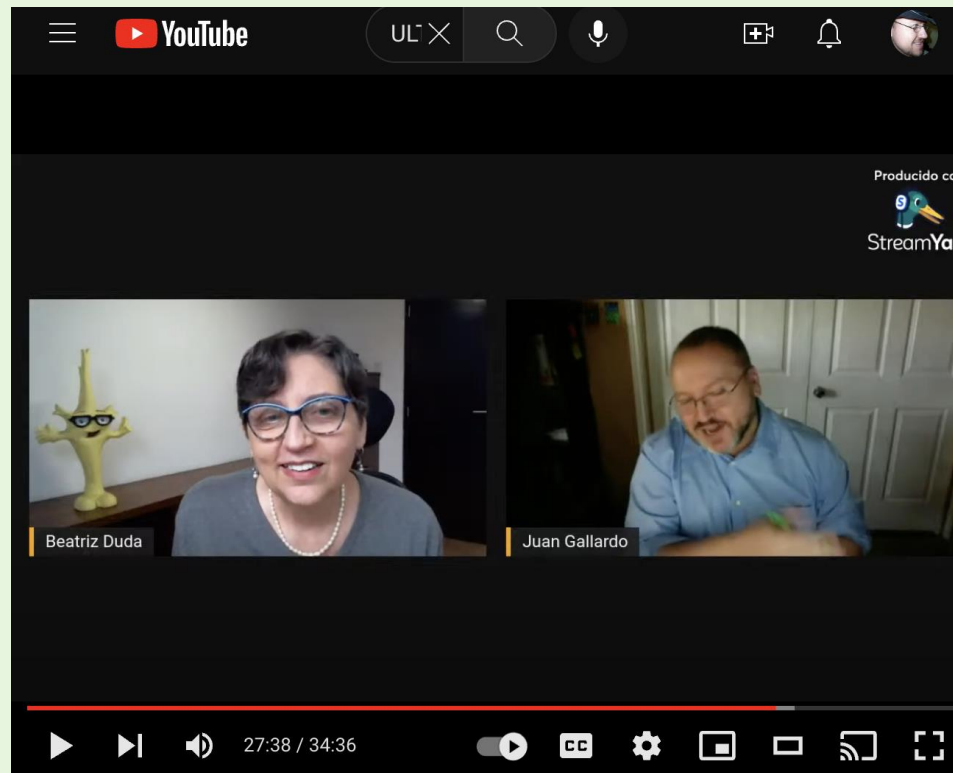 YouTube
UL
Producido co
StreamYa
Beatriz Duda
Juan Gallardo
27:38 / 34:36
CC